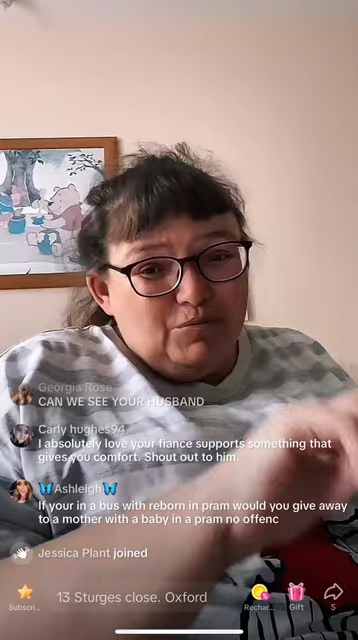 Georgia.Rose
CAN WE SEE YOUR HUSBAND
Carly hughes94
I absolutely love your fiance supports something that
gives you comfort. Shout out to him.
🦋Ashleigh🦋
If your in a bus with reborn in pram would you give away
to a mother with a baby in a pram no offenc
Jessica Plant joined
13 Sturges close. Oxford
Subscri...
Rechar...
Gift
5